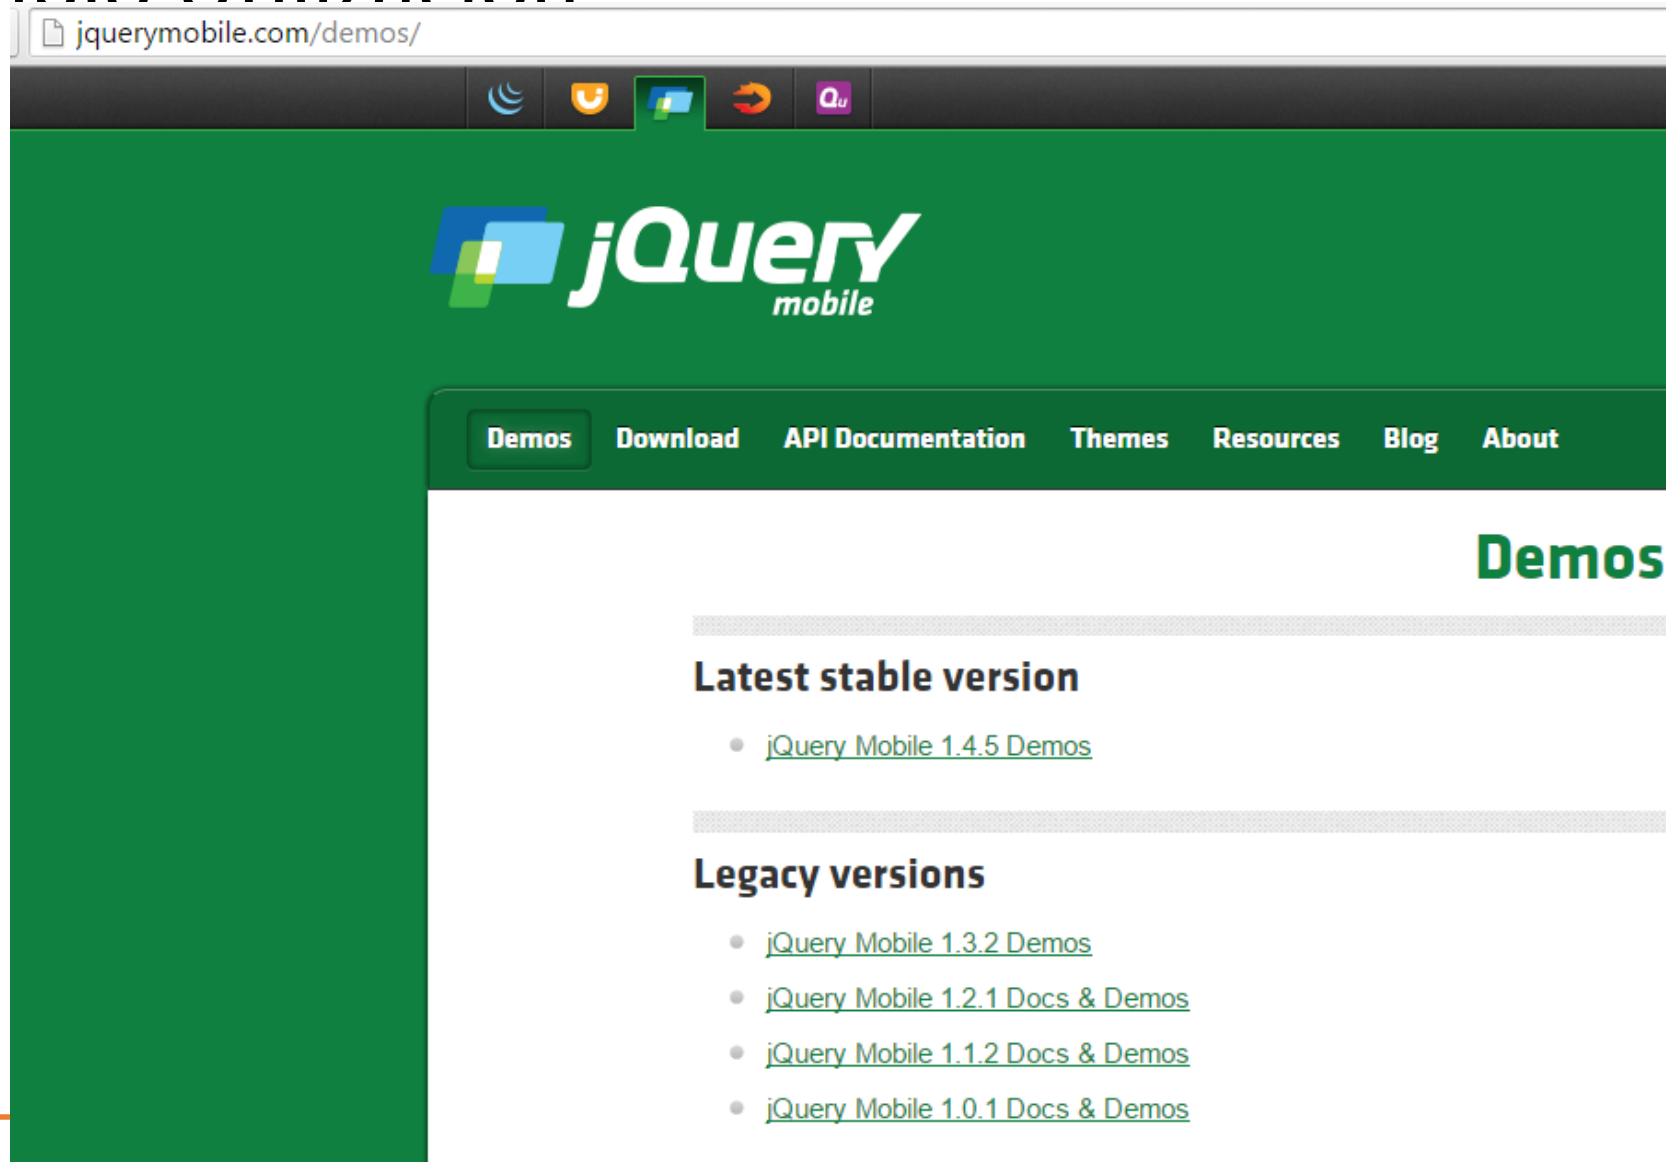 jquerymobile.com/demos/
Qu
jQuery
mobile
Demos Download API Documentation Themes Resources Blog About
Demos
Latest stable version
jQuery Mobile 1.4.5 Demos
Legacy versions
jQuery Mobile 1.3.2 Demos
jQuery Mobile 1.2.1 Docs & Demos
jQuery Mobile 1.1.2 Docs & Demos
jQuery Mobile 1.0.1 Docs & Demos